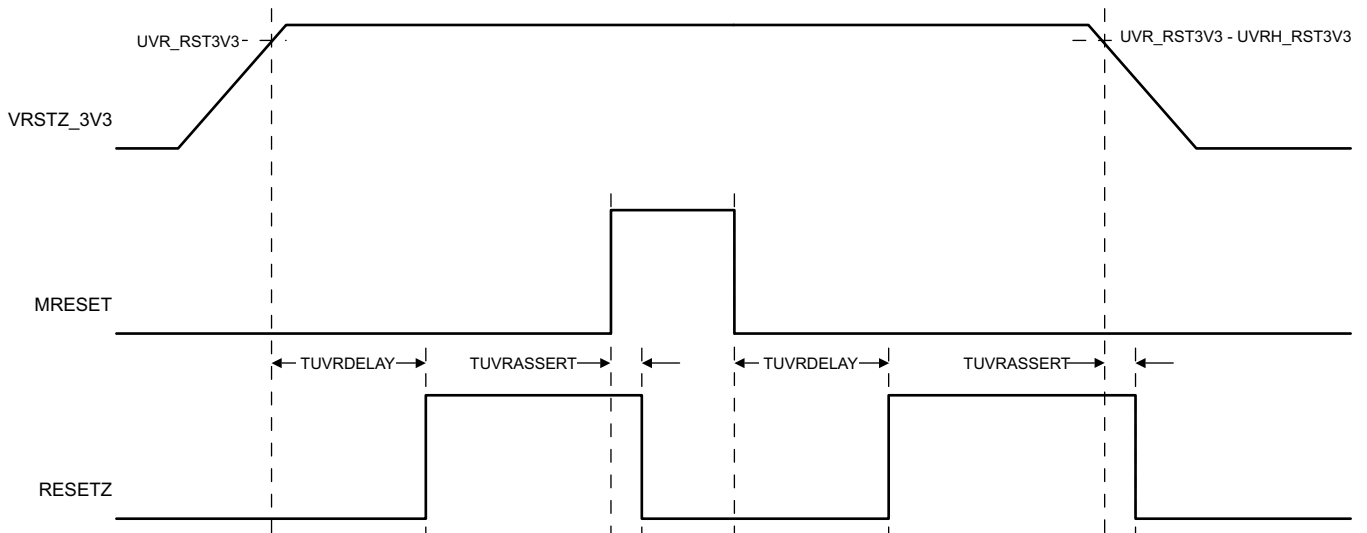 UVR_RST3V3
UVR_RST3V3 - UVRH_RST3V3
VRSTZ_3V3
MRESET
TUVRDELAY
TUVRASSERT
TUVRDELAY
TUVRASSERT
RESETZ